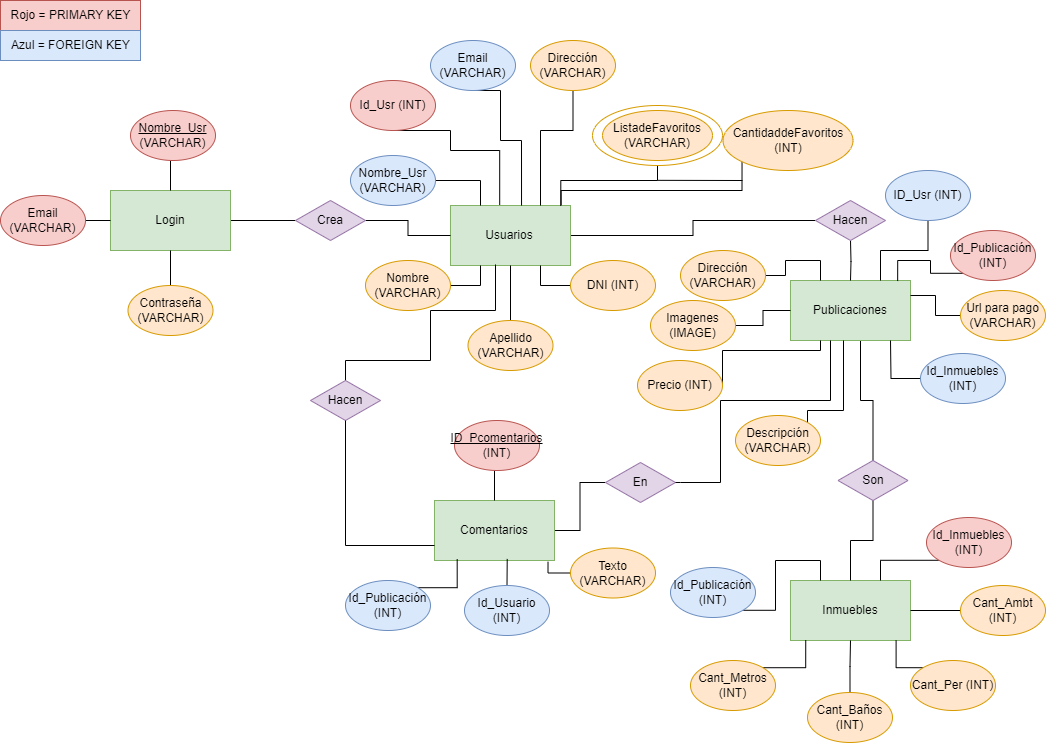 Rojo = PRIMARY KEY
Azul = FOREIGN KEY
Email
(VARCHAR)
Dirección
(VARCHAR)
Id_Usr (INT)
Nombre_Usr
(VARCHAR)
ListadeFavoritos
(VARCHAR)
CantidaddeFavoritos
(INT)
Nombre_Usr
(VARCHAR)
ID_Usr (INT)
Email
(VARCHAR)
Login
Crea
Usuarios
Hacen
Id_Publicación
(INT)
Contraseña
(VARCHAR)
Nombre
(VARCHAR)
DNI (INT)
Dirección
(VARCHAR)
Imagenes
(IMAGE)
Publicaciones
Url para pago
(VARCHAR)
Apellido
(VARCHAR)
Precio (INT)
Id_Inmuebles
(INT)
Hacen
Descripción
(VARCHAR)
ID_Pcomentarios
(INT)
En
Son
Comentarios
Id_Inmuebles
(INT)
Texto
(VARCHAR)
Id_Publicación
(INT)
Id_Usuario
(INT)
Id_Publicación
(INT)
Inmuebles
Cant_Ambt
(INT)
Cant_Metros
(INT)
Cant_Baños
(INT)
Cant_Per (INT)